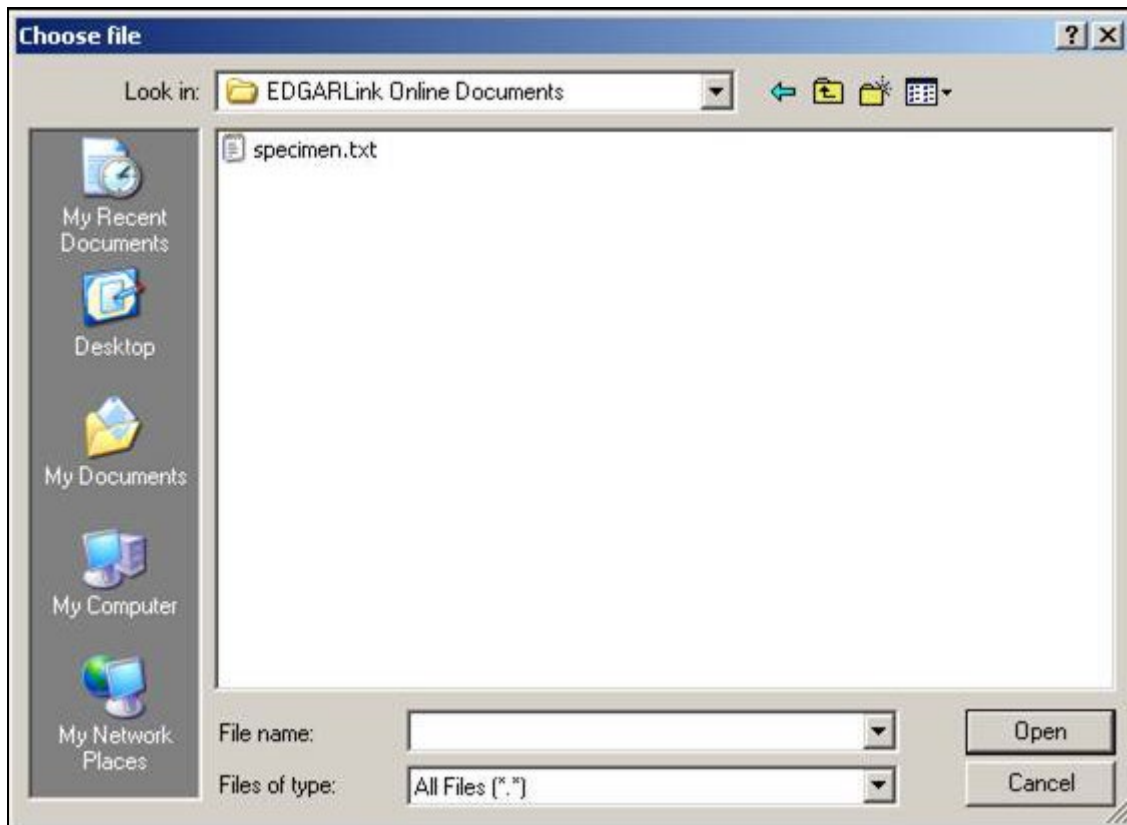 Choose file
Look in: EDGARLink Online Documents
specimen.txt
My Recent
Documents
Desktop
My Documents
My Computer
My Network
Places
File name:
Open
Files of type: All Files (*.*)
Cancel